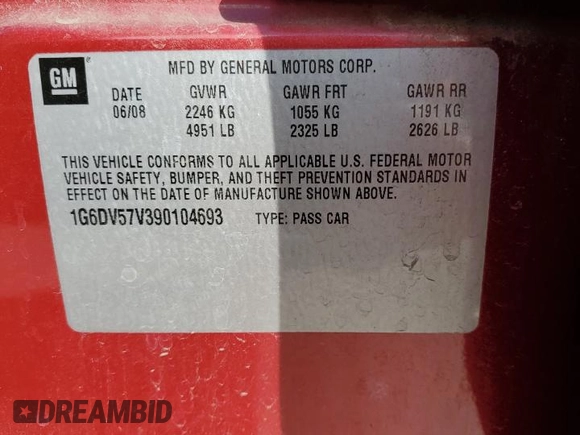 GM
MFD BY GENERAL MOTORS CORP.
DATE GVWR GAWR FRT GAWR RR
06/08 2246 KG 1055 KG 1191 KG
4951 LB 2325 LB 2626 LB
THIS VEHICLE CONFORMS TO ALL APPLICABLE U.S. FEDERAL MOTOR
VEHICLE SAFETY, BUMPER, AND THEFT PREVENTION STANDARDS IN
EFFECT ON THE DATE OF MANUFACTURE SHOWN ABOVE.
1G6DV57V390104693 TYPE: PASS CAR
DREAMBID